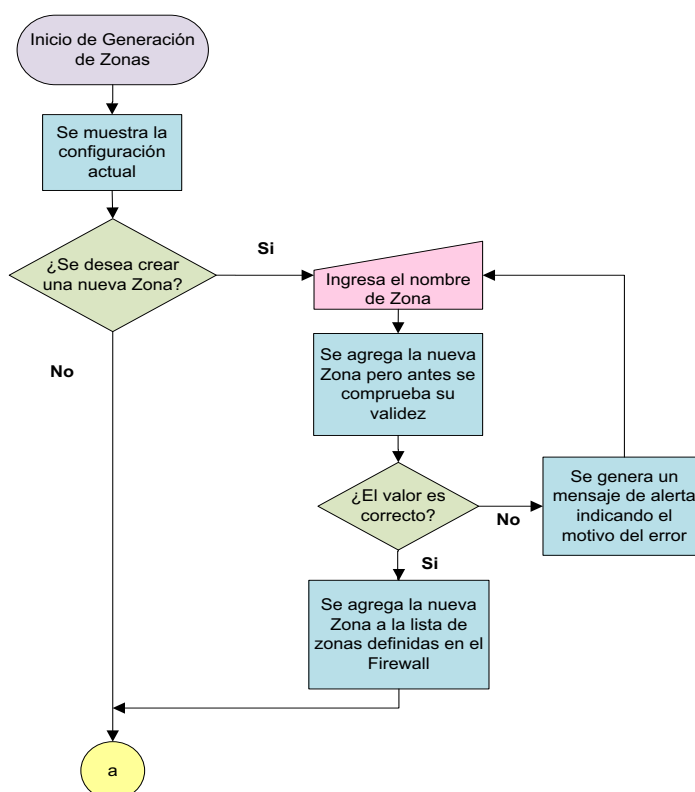 Inicio de Generación
de Zonas
Se muestra la
configuración
actual
¿Se desea crear
una nueva Zona?
Si
Ingresa el nombre
de Zona
No
Se agrega la nueva
Zona pero antes se
comprueba su
validez
¿El valor es
correcto?
No
Se genera un
mensaje de alerta
indicando el
motivo del error
Si
Se agrega la nueva
Zona a la lista de
zonas definidas en el
Firewall
a